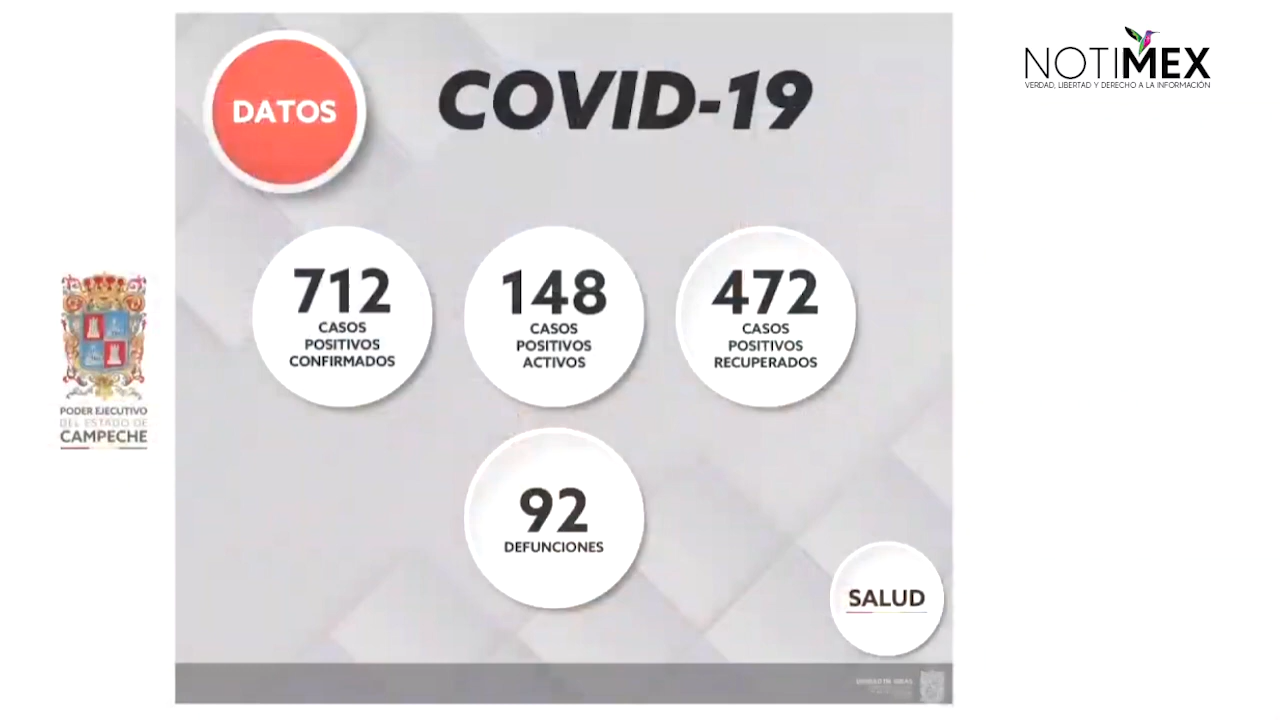 DATOS
COVID-19
NOTIMEX
VERDAD, LIBERTAD Y DERECHO A LA INFORMACIÓN
712
CASOS
POSITIVOS
CONFIRMADOS
148
CASOS
POSITIVOS
ACTIVOS
472
CASOS
POSITIVOS
RECUPERADOS
PODER EJECUTIVO
DEL ESTADO DE
CAMPECHE
92
DEFUNCIONES
SALUD